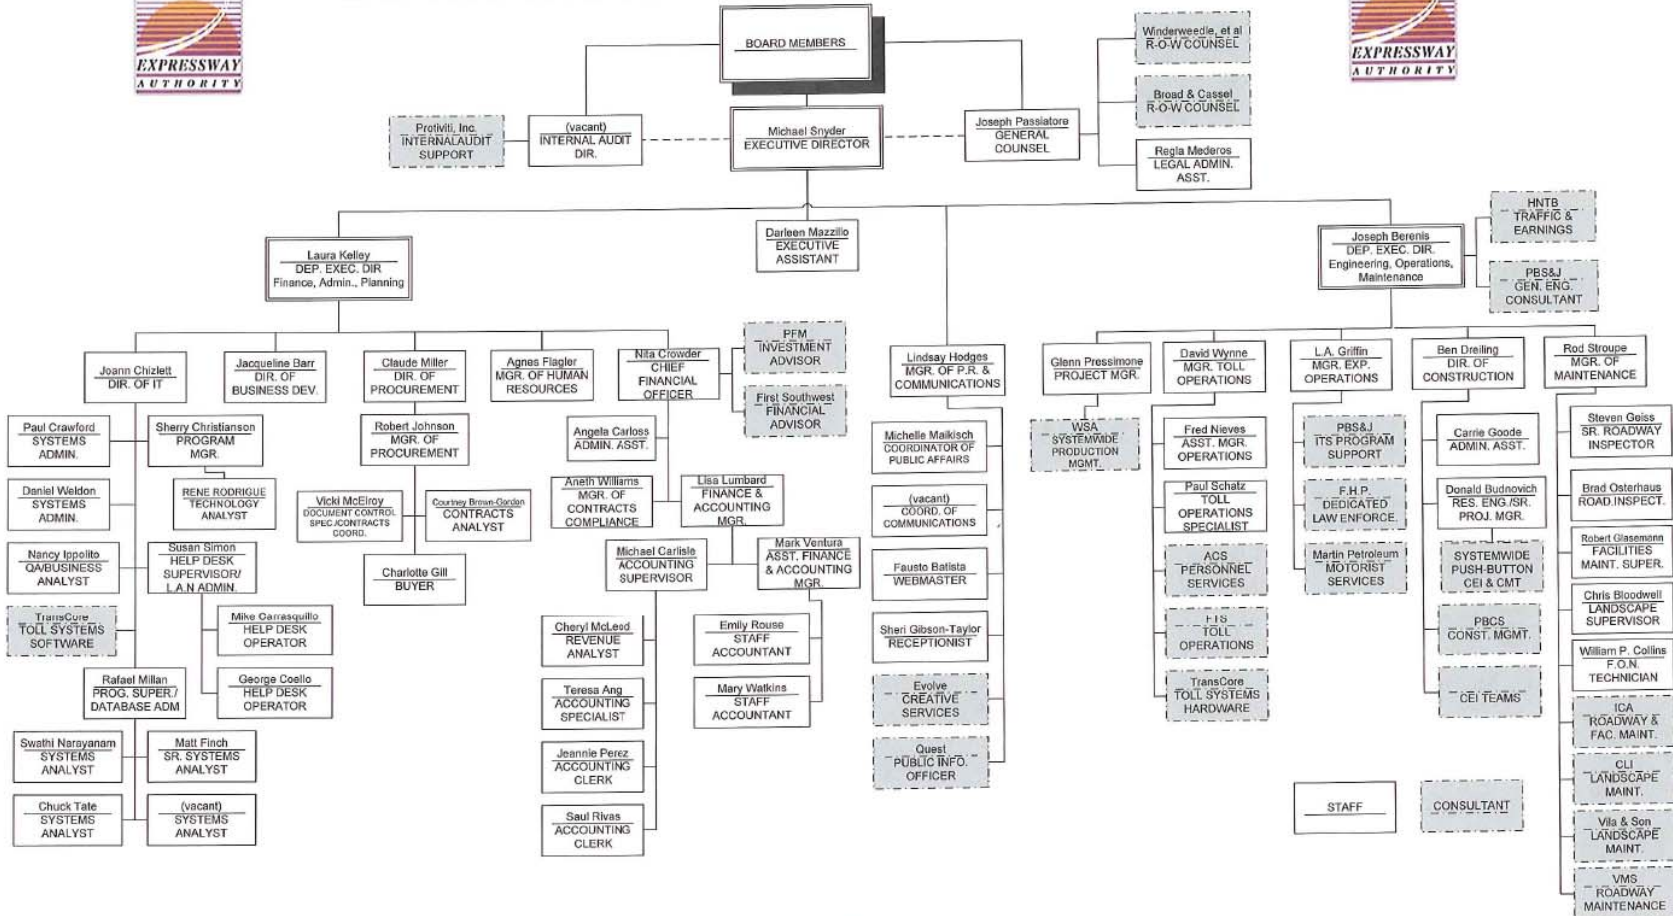 EXPRESSWAY
AUTHORITY
EXPRESSWAY
AUTHORITY
BOARD MEMBERS
Winderweedle, et al
R-O-W COUNSEL
Broad & Cassel
R-O-W COUNSEL
Protiviti, Inc.
INTERNALAUDIT
SUPPORT
(vacant)
INTERNAL AUDIT
DIR.
Michael Snyder
EXECUTIVE DIRECTOR
Joseph Passiatore
GENERAL
COUNSEL
Regla Mederos
LEGAL ADMIN.
ASST.
Laura Kelley
DEP. EXEC. DIR
Finance, Admin., Planning
Darleen Mazzillo
EXECUTIVE
ASSISTANT
Joseph Berenis
DEP. EXEC. DIR.
Engineering, Operations,
Maintenance
HNTB
TRAFFIC &
EARNINGS
PBS&J
GEN. ENG.
CONSULTANT
Joann Chizlett
DIR. OF IT
Jacqueline Barr
DIR. OF
BUSINESS DEV.
Claude Miller
DIR. OF
PROCUREMENT
Agnes Flagler
MGR. OF HUMAN
RESOURCES
Nita Crowder
CHIEF
FINANCIAL
OFFICER
PFM
INVESTMENT
ADVISOR
First Southwest
FINANCIAL
ADVISOR
Lindsay Hodges
MGR. OF P.R. &
COMMUNICATIONS
Glenn Pressimone
PROJECT MGR.
David Wynne
MGR. TOLL
OPERATIONS
L.A. Griffin
MGR. EXP.
OPERATIONS
Ben Dreiling
DIR. OF
CONSTRUCTION
Rod Stroupe
MGR. OF
MAINTENANCE
Paul Crawford
SYSTEMS
ADMIN.
Sherry Christianson
PROGRAM
MGR.
RENE RODRIGUE
TECHNOLOGY
ANALYST
Daniel Weldon
SYSTEMS
ADMIN.
Nancy Ippolito
QA/BUSINESS
ANALYST
Susan Simon
HELP DESK
SUPERVISOR/
L.A.N ADMIN.
TransCore
TOLL SYSTEMS
SOFTWARE
Mike Carrasquillo
HELP DESK
OPERATOR
George Coello
HELP DESK
OPERATOR
Rafael Millan
PROG. SUPER./
DATABASE ADM
Swathi Narayanam
SYSTEMS
ANALYST
Matt Finch
SR. SYSTEMS
ANALYST
Chuck Tate
SYSTEMS
ANALYST
(vacant)
SYSTEMS
ANALYST
Robert Johnson
MGR. OF
PROCUREMENT
Vicki McElroy
DOCUMENT CONTROL
SPEC./CONTRACTS
COORD.
Courtney Brown-Gordon
CONTRACTS
ANALYST
Charlotte Gill
BUYER
Angela Carloss
ADMIN. ASST.
Aneth Williams
MGR. OF
CONTRACTS
COMPLIANCE
Lisa Lumbard
FINANCE &
ACCOUNTING
MGR.
Michael Carlisle
ACCOUNTING
SUPERVISOR
Mark Ventura
ASST. FINANCE
& ACCOUNTING
MGR.
Cheryl McLeod
REVENUE
ANALYST
Teresa Ang
ACCOUNTING
SPECIALIST
Jeannie Perez
ACCOUNTING
CLERK
Saul Rivas
ACCOUNTING
CLERK
Emily Rouse
STAFF
ACCOUNTANT
Mary Watkins
STAFF
ACCOUNTANT
Michelle Maikisch
COORDINATOR OF
PUBLIC AFFAIRS
(vacant)
COORD. OF
COMMUNICATIONS
Fausto Batista
WEBMASTER
Sheri Gibson-Taylor
RECEPTIONIST
Evolve
CREATIVE
SERVICES
Quest
PUBLIC INFO.
OFFICER
WSA
SYSTEMWIDE
PRODUCTION
MGMT.
Fred Nieves
ASST. MGR.
OPERATIONS
Paul Schatz
TOLL
OPERATIONS
SPECIALIST
ACS
PERSONNEL
SERVICES
FTS
TOLL
OPERATIONS
TransCore
TOLL SYSTEMS
HARDWARE
PBS&J
ITS PROGRAM
SUPPORT
F.H.P.
DEDICATED
LAW ENFORCE.
Martin Petroleum
MOTORIST
SERVICES
Carrie Goode
ADMIN. ASST.
Donald Budnovich
RES. ENG./SR.
PROJ. MGR.
SYSTEMWIDE
PUSH-BUTTON
CEI & CMT
PBCS
CONST. MGMT.
CEI TEAMS
Steven Geiss
SR. ROADWAY
INSPECTOR
Brad Osterhaus
ROAD.INSPECT.
Robert Glasemann
FACILITIES
MAINT. SUPER.
Chris Bloodwell
LANDSCAPE
SUPERVISOR
William P. Collins
F.O.N.
TECHNICIAN
ICA
ROADWAY &
FAC. MAINT.
CLI
LANDSCAPE
MAINT.
Vila & Son
LANDSCAPE
MAINT.
VMS
ROADWAY
MAINTENANCE
STAFF
CONSULTANT